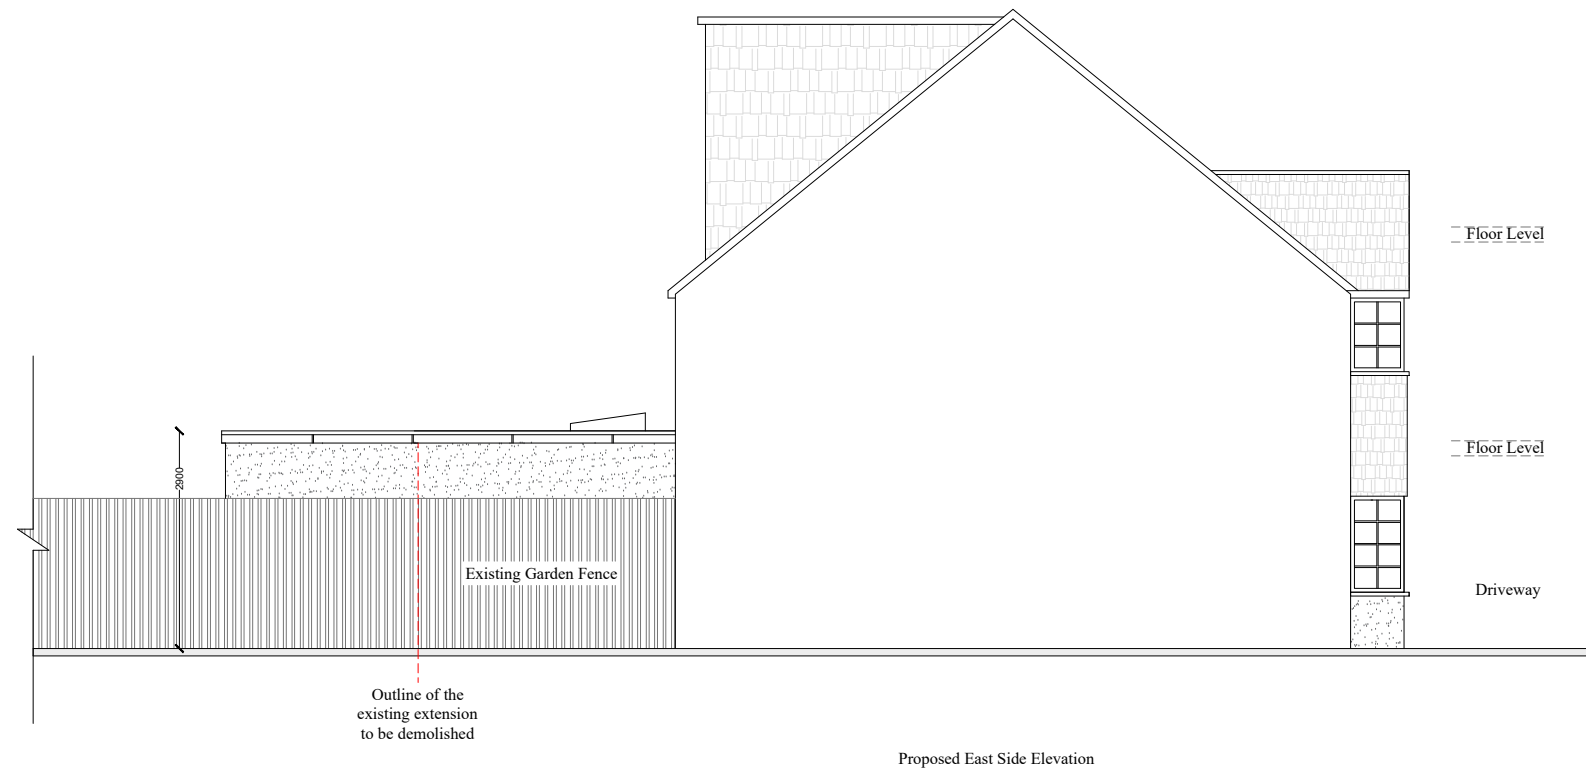 Floor Level
Floor Level
2900
Existing Garden Fence
Driveway
Outline of the
existing extension
to be demolished
Proposed East Side Elevation